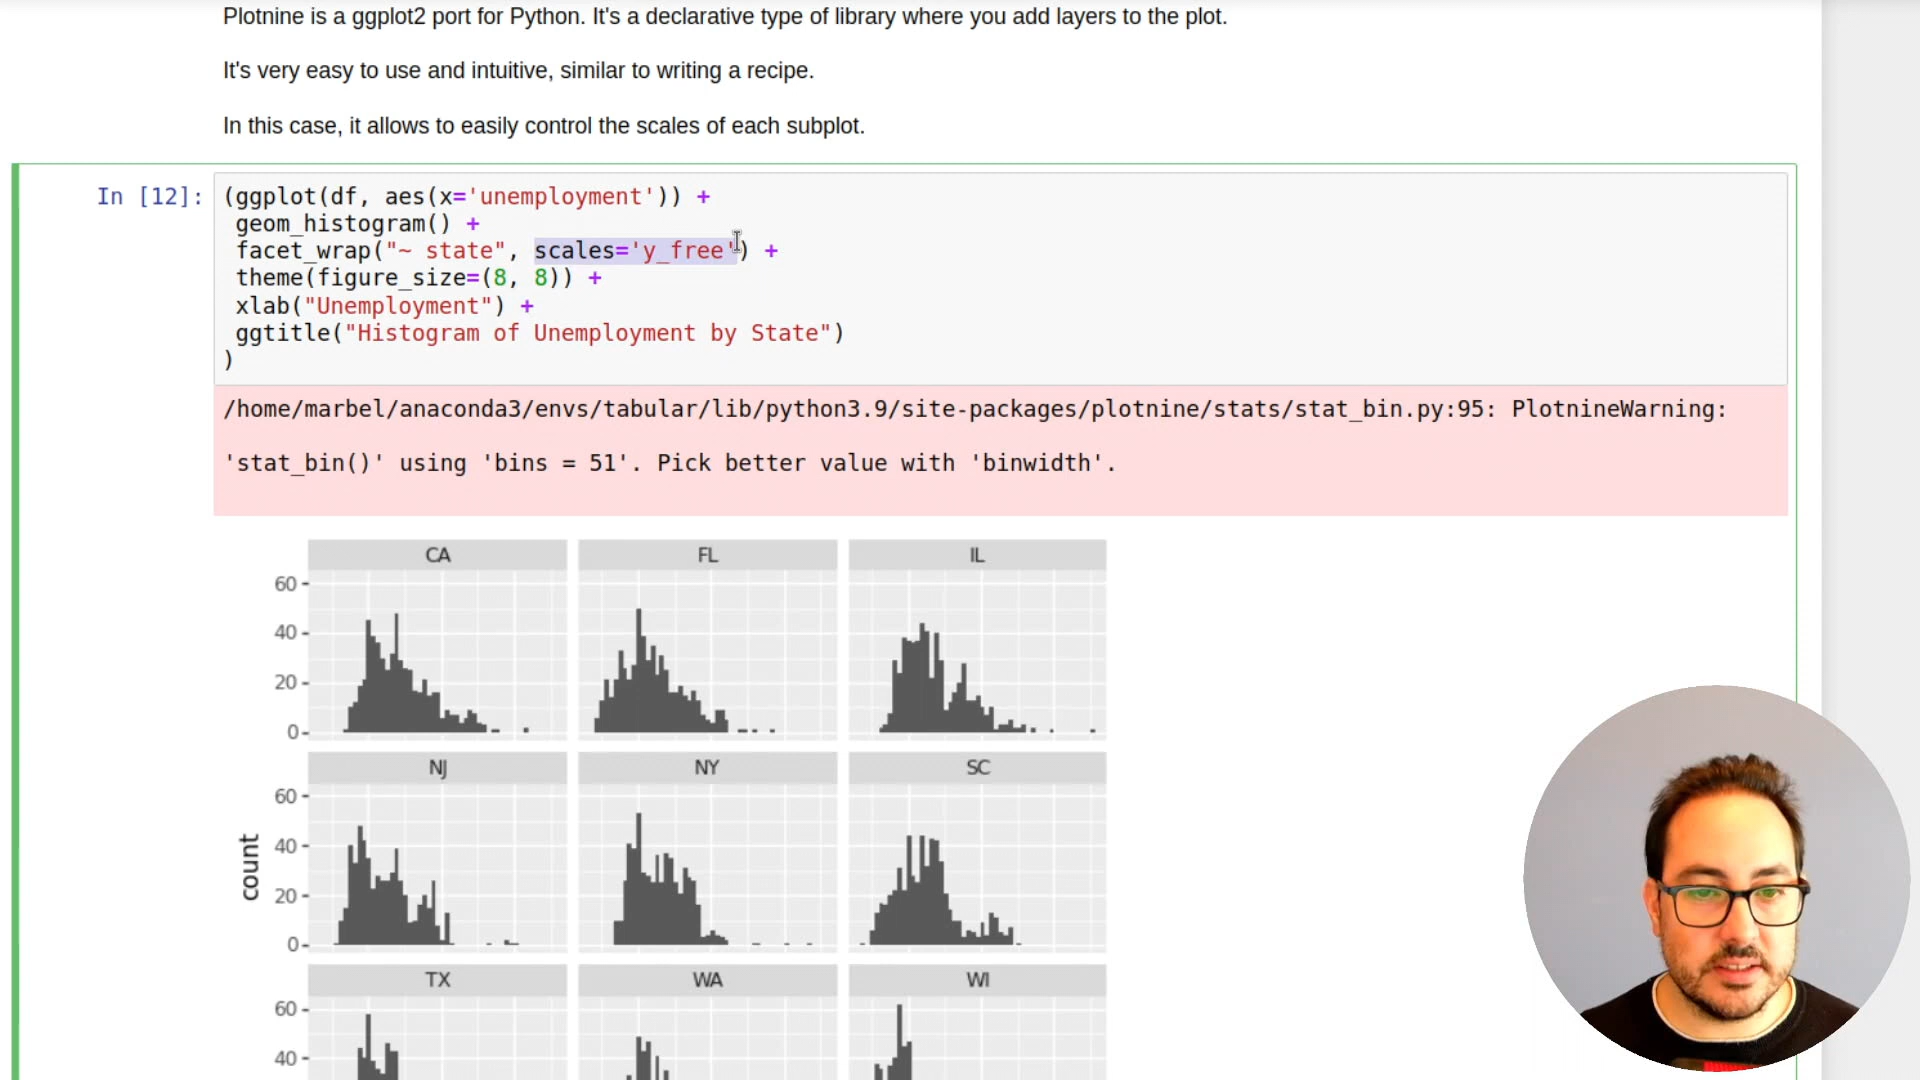 Plotnine is a ggplot2 port for Python. It's a declarative type of library where you add layers to the plot.
It's very easy to use and intuitive, similar to writing a recipe.
In this case, it allows to easily control the scales of each subplot.
In [12]: (ggplot(df, aes(x='unemployment')) +
geom_histogram() +
facet_wrap("~ state", scales='y_free') +
theme(figure_size=(8, 8)) +
xlab("Unemployment") +
ggtitle("Histogram of Unemployment by State")
)
/home/marbel/anaconda3/envs/tabular/lib/python3.9/site-packages/plotnine/stats/stat_bin.py:95: PlotnineWarning:
'stat_bin()' using 'bins = 51'. Pick better value with 'binwidth'.
CA FL IL
60
40
20
0
NJ NY SC
60
40
20
0
count
TX WA WI
60
40